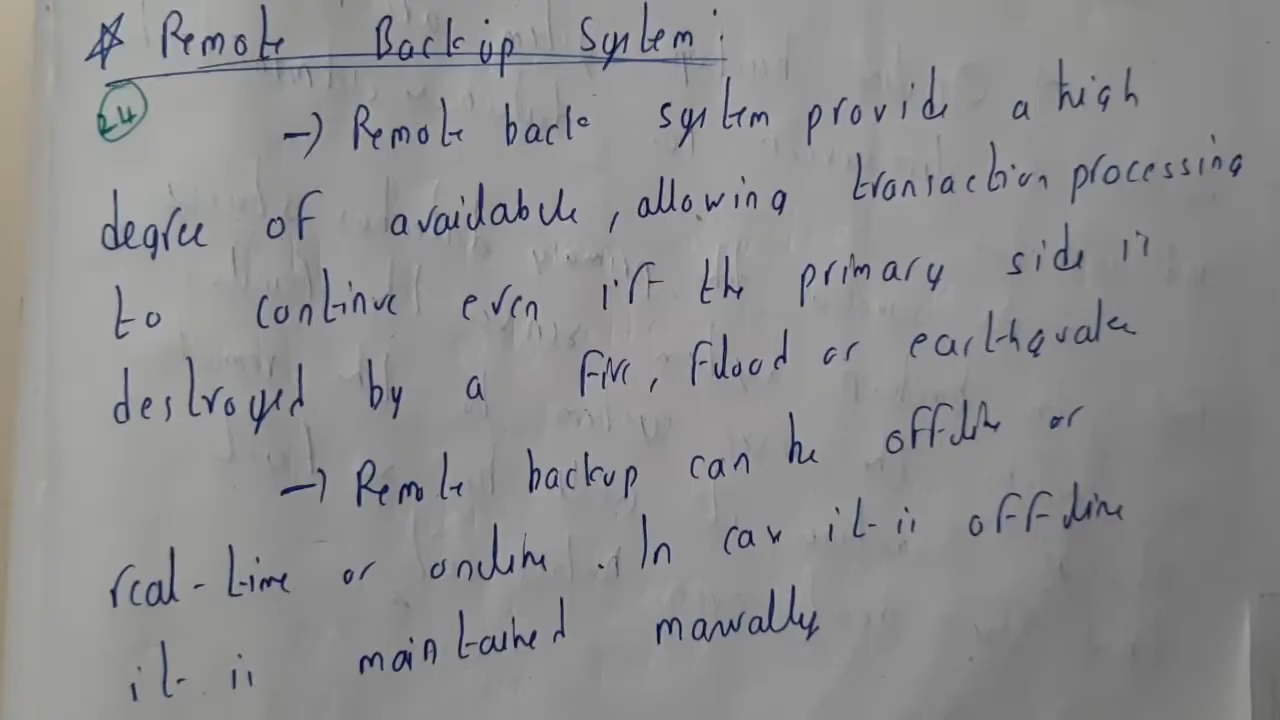 * Remote Backup System:
24
→ Remote back system provide a high
degree of avaidable, allowing transaction processing
to continue even iff the primary side is
destroyed by a fire, Flood or earthquake
→ Remote backup can be offline or
real-time or online. In case it is offline
it is maintained manually